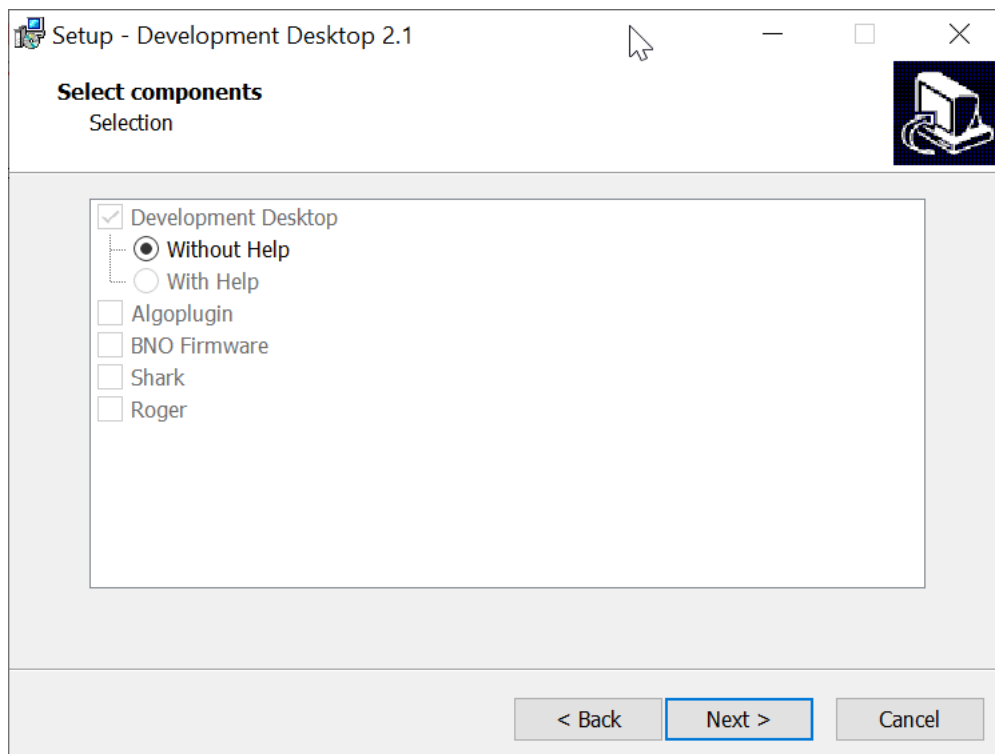 Setup - Development Desktop 2.1
Select components
Selection
Development Desktop
Without Help
With Help
Algoplugin
BNO Firmware
Shark
Roger
< Back Next > Cancel